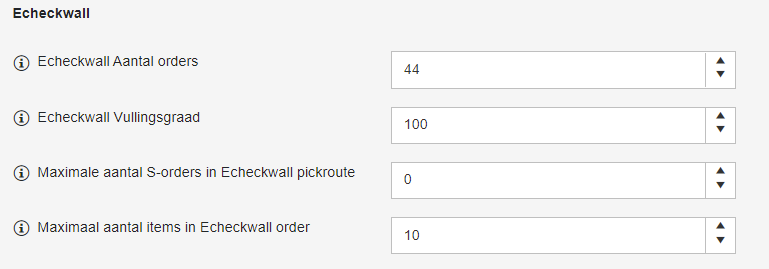 Echeckwall
Echeckwall Aantal orders
44
Echeckwall Vullingsgraad
100
Maximale aantal S-orders in Echeckwall pickroute
0
Maximaal aantal items in Echeckwall order
10